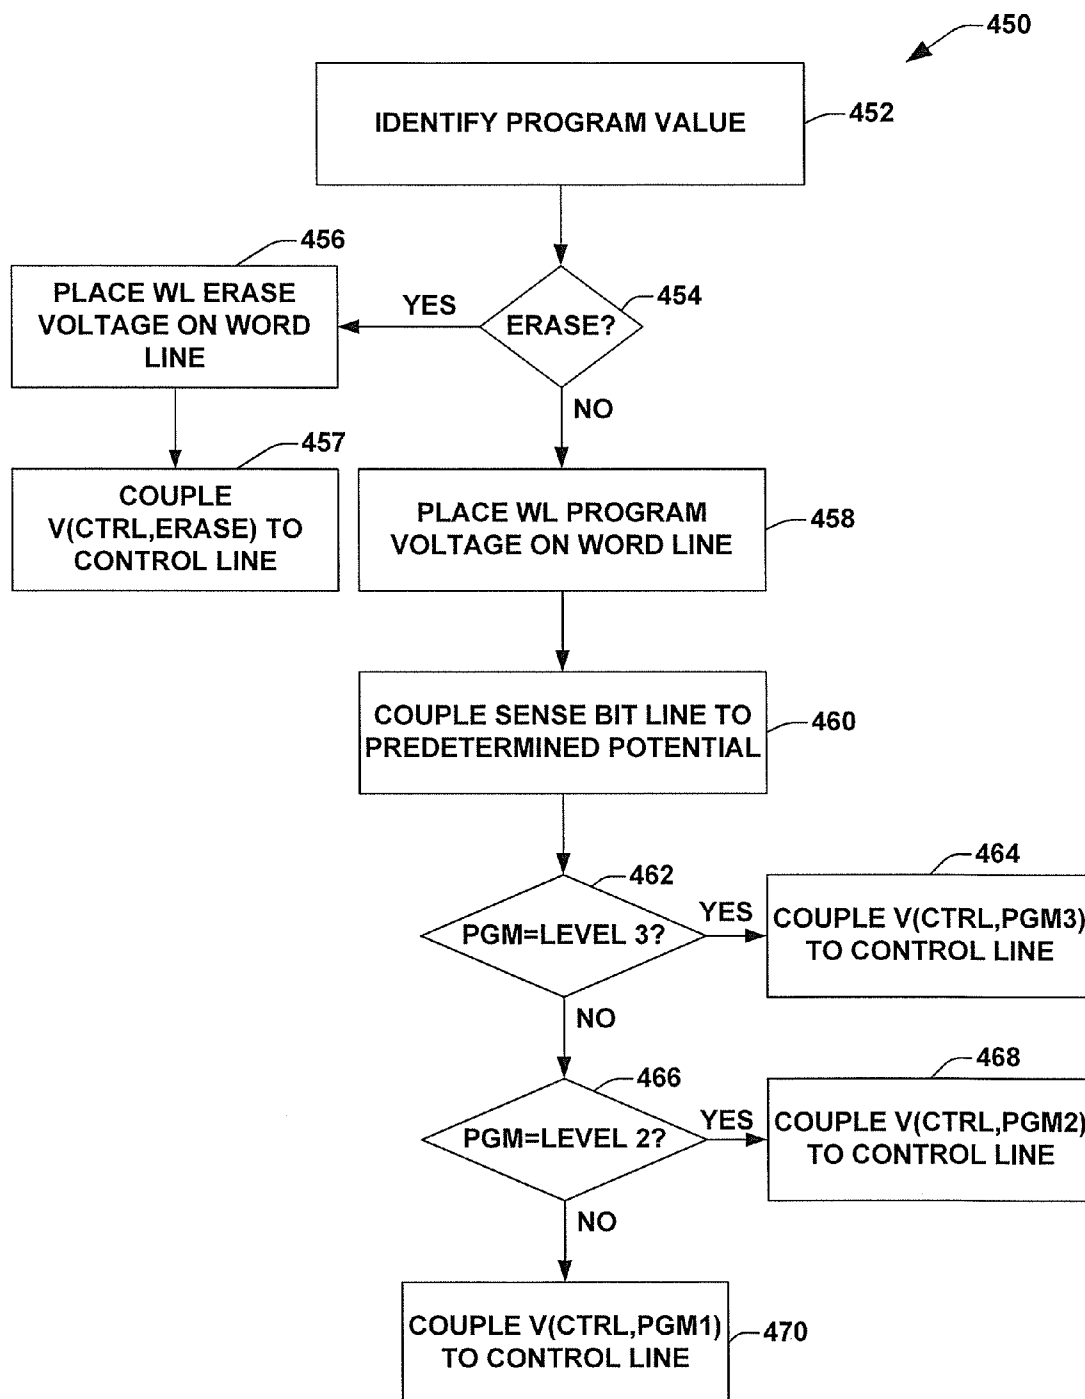 450
IDENTIFY PROGRAM VALUE
452
456
PLACE WL ERASE
VOLTAGE ON WORD
LINE
YES
454
ERASE?
NO
457
COUPLE
V(CTRL,ERASE) TO
CONTROL LINE
PLACE WL PROGRAM
VOLTAGE ON WORD LINE
458
COUPLE SENSE BIT LINE TO
PREDETERMINED POTENTIAL
460
462
PGM=LEVEL 3?
YES
464
COUPLE V(CTRL,PGM3)
TO CONTROL LINE
NO
466
PGM=LEVEL 2?
YES
468
COUPLE V(CTRL,PGM2)
TO CONTROL LINE
NO
COUPLE V(CTRL,PGM1)
TO CONTROL LINE
470